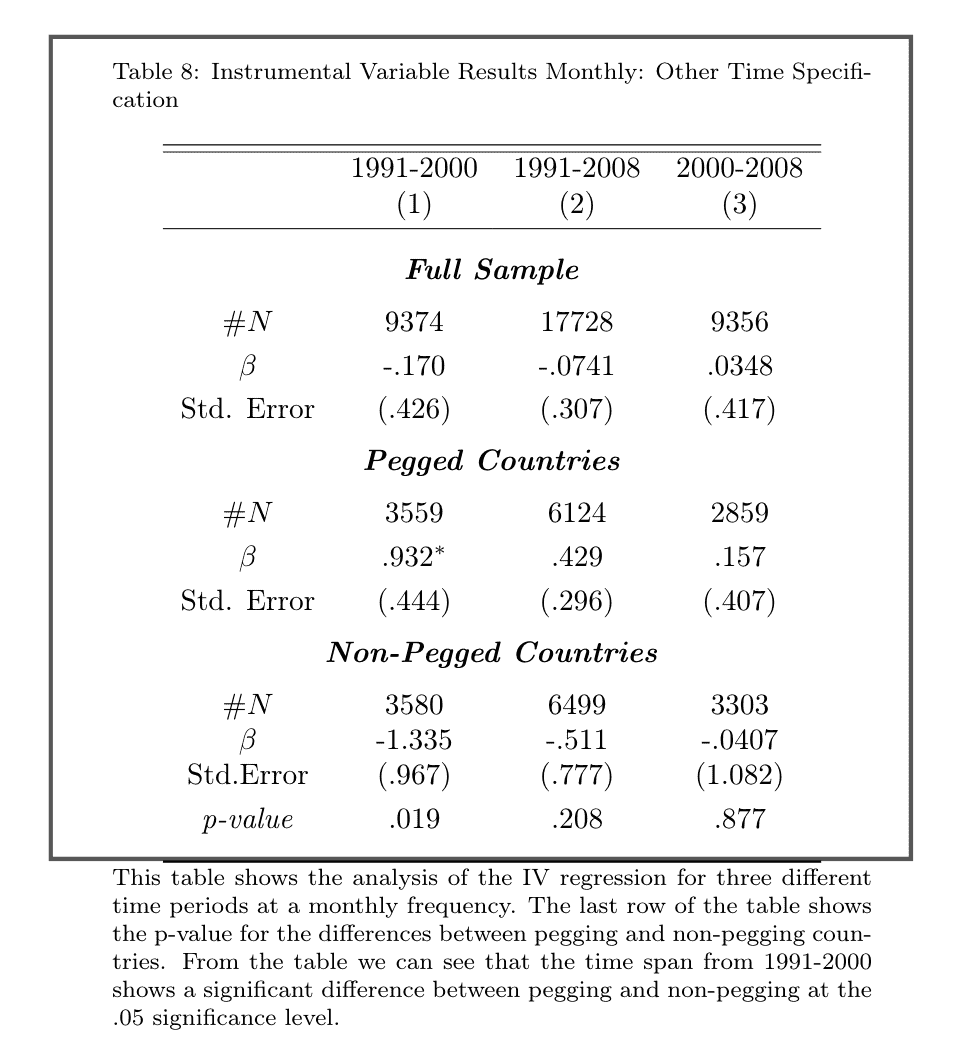 Table 8: Instrumental Variable Results Monthly: Other Time Specifi-
cation
1991-2000 1991-2008 2000-2008
(1) (2) (3)
Full Sample
#N 9374 17728 9356
β -.170 -.0741 .0348
Std. Error (.426) (.307) (.417)
Pegged Countries
#N 3559 6124 2859
β .932* .429 .157
Std. Error (.444) (.296) (.407)
Non-Pegged Countries
#N 3580 6499 3303
β -1.335 -.511 -.0407
Std.Error (.967) (.777) (1.082)
p-value .019 .208 .877
This table shows the analysis of the IV regression for three different
time periods at a monthly frequency. The last row of the table shows
the p-value for the differences between pegging and non-pegging coun-
tries. From the table we can see that the time span from 1991-2000
shows a significant difference between pegging and non-pegging at the
.05 significance level.